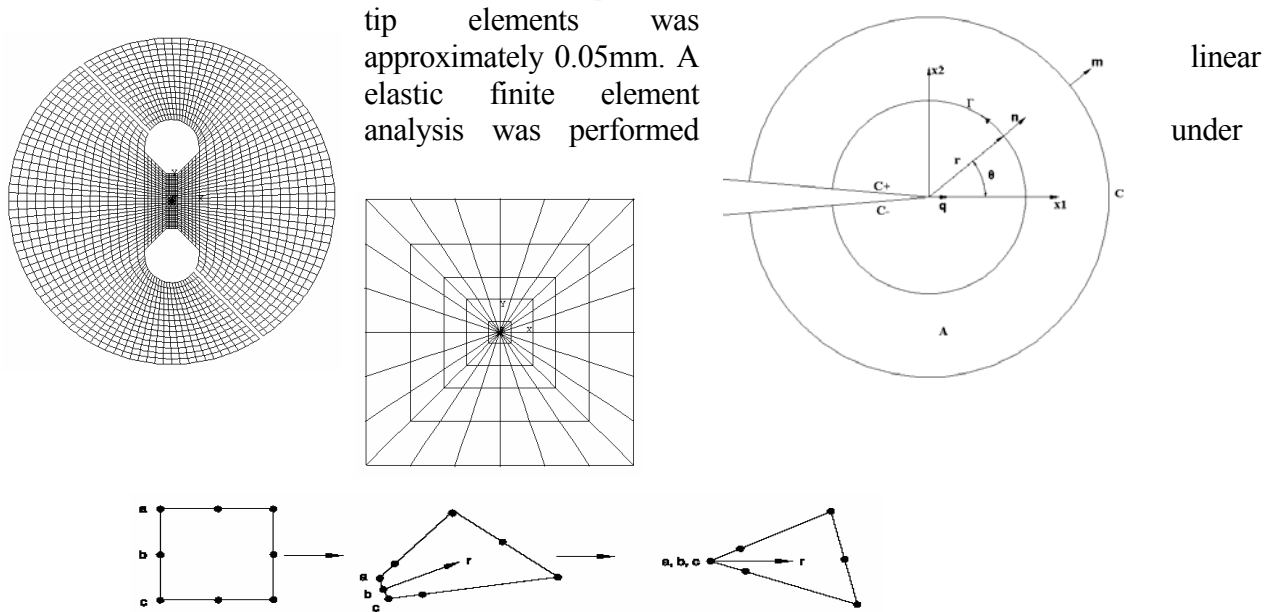 tip elements was
approximately 0.05mm. A linear
elastic finite element
analysis was performed under
Y
X
Y
X
x2
m
Γ
n
r
θ
C+
C-
q
x1
C
A
a
b
c
a
b
c
r
a, b, c
r